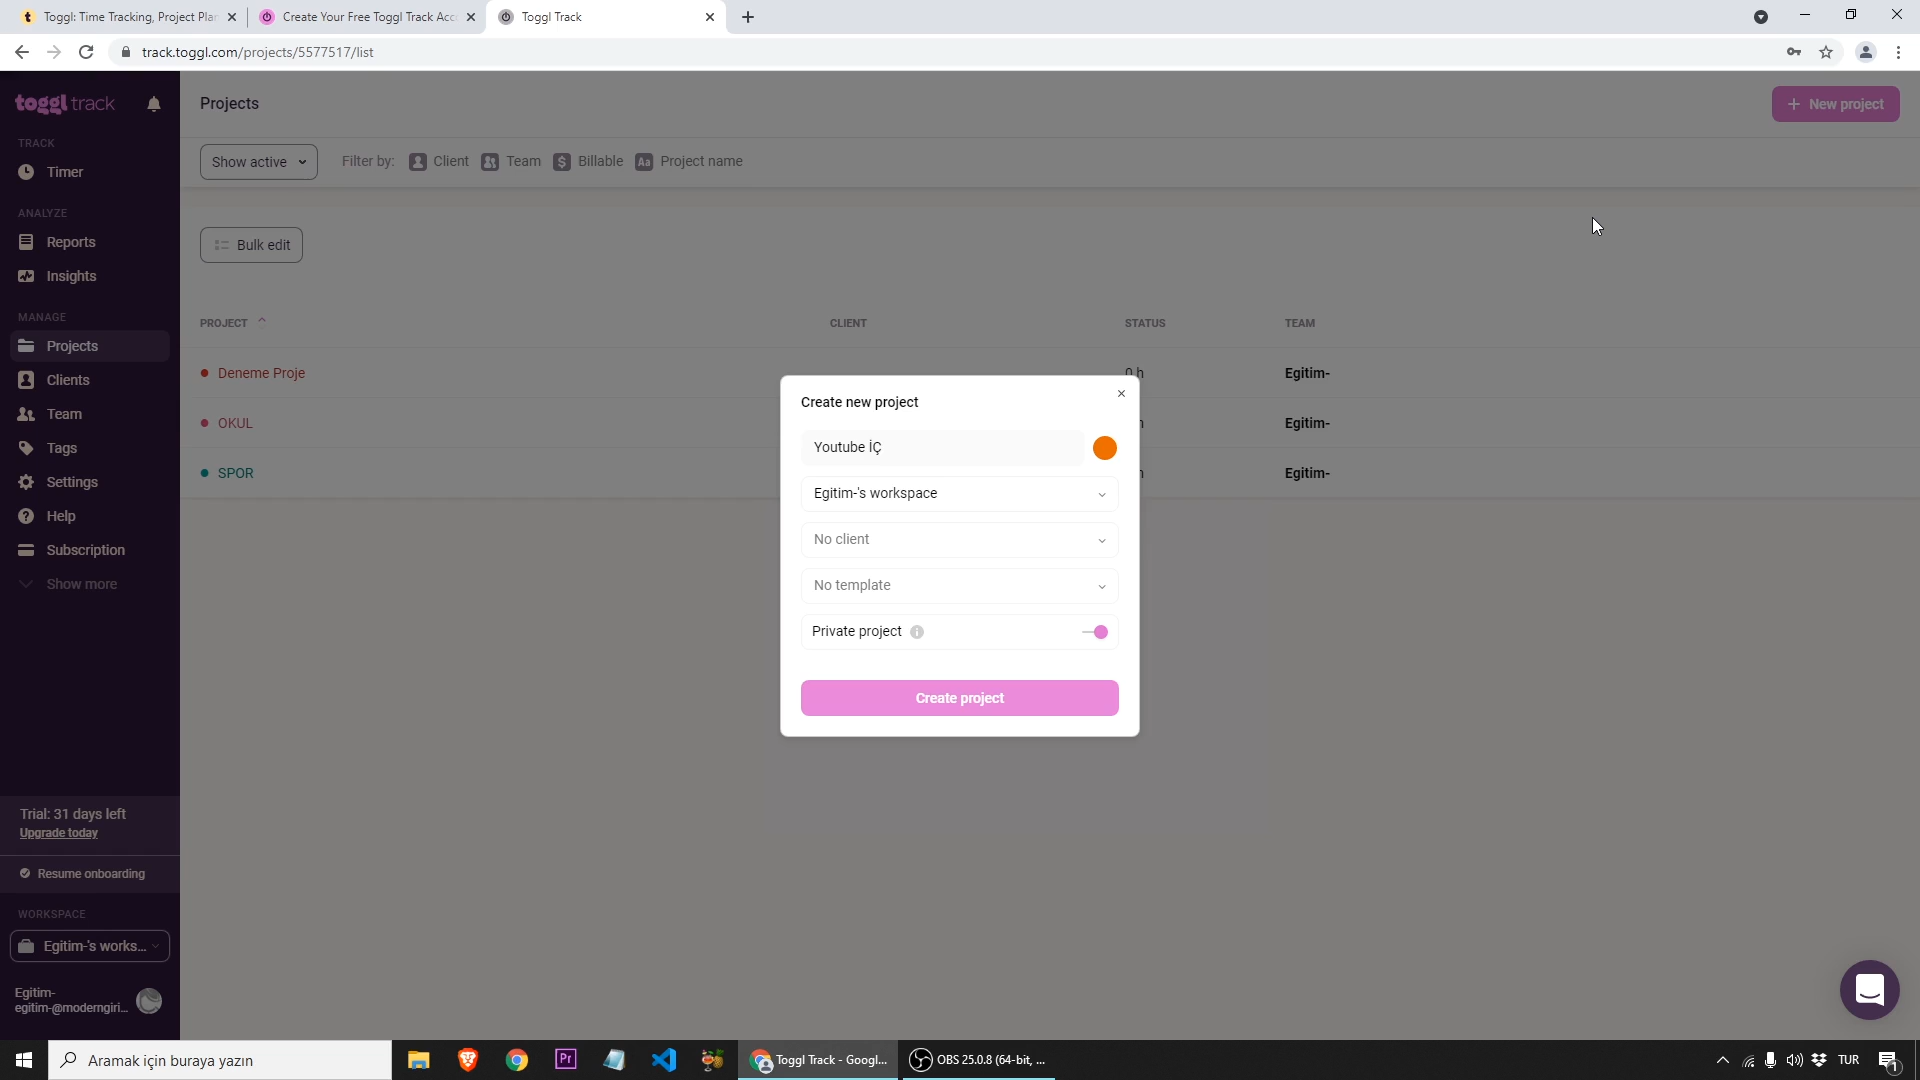 Toggl: Time Tracking, Project Plan
Create Your Free Toggl Track Acc
Toggl Track
track.toggl.com/projects/5577517/list
toggl track
Projects
New project
TRACK
Timer
Show active
Filter by:
Client
Team
Billable
Aa
Project name
ANALYZE
Reports
Insights
Bulk edit
MANAGE
Projects
Clients
Team
Tags
Settings
Help
Subscription
Show more
PROJECT
CLIENT
STATUS
TEAM
Deneme Proje
0 h
Egitim-
OKUL
h
Egitim-
SPOR
h
Egitim-
Create new project
Youtube İÇ
Egitim-'s workspace
No client
No template
Private project
Create project
Trial: 31 days left
Upgrade today
Resume onboarding
WORKSPACE
Egitim-'s works...
Egitim-
egitim-@moderngiri...
Aramak için buraya yazın
Pr
Toggl Track - Googl...
OBS 25.0.8 (64-bit, ...
TUR
1